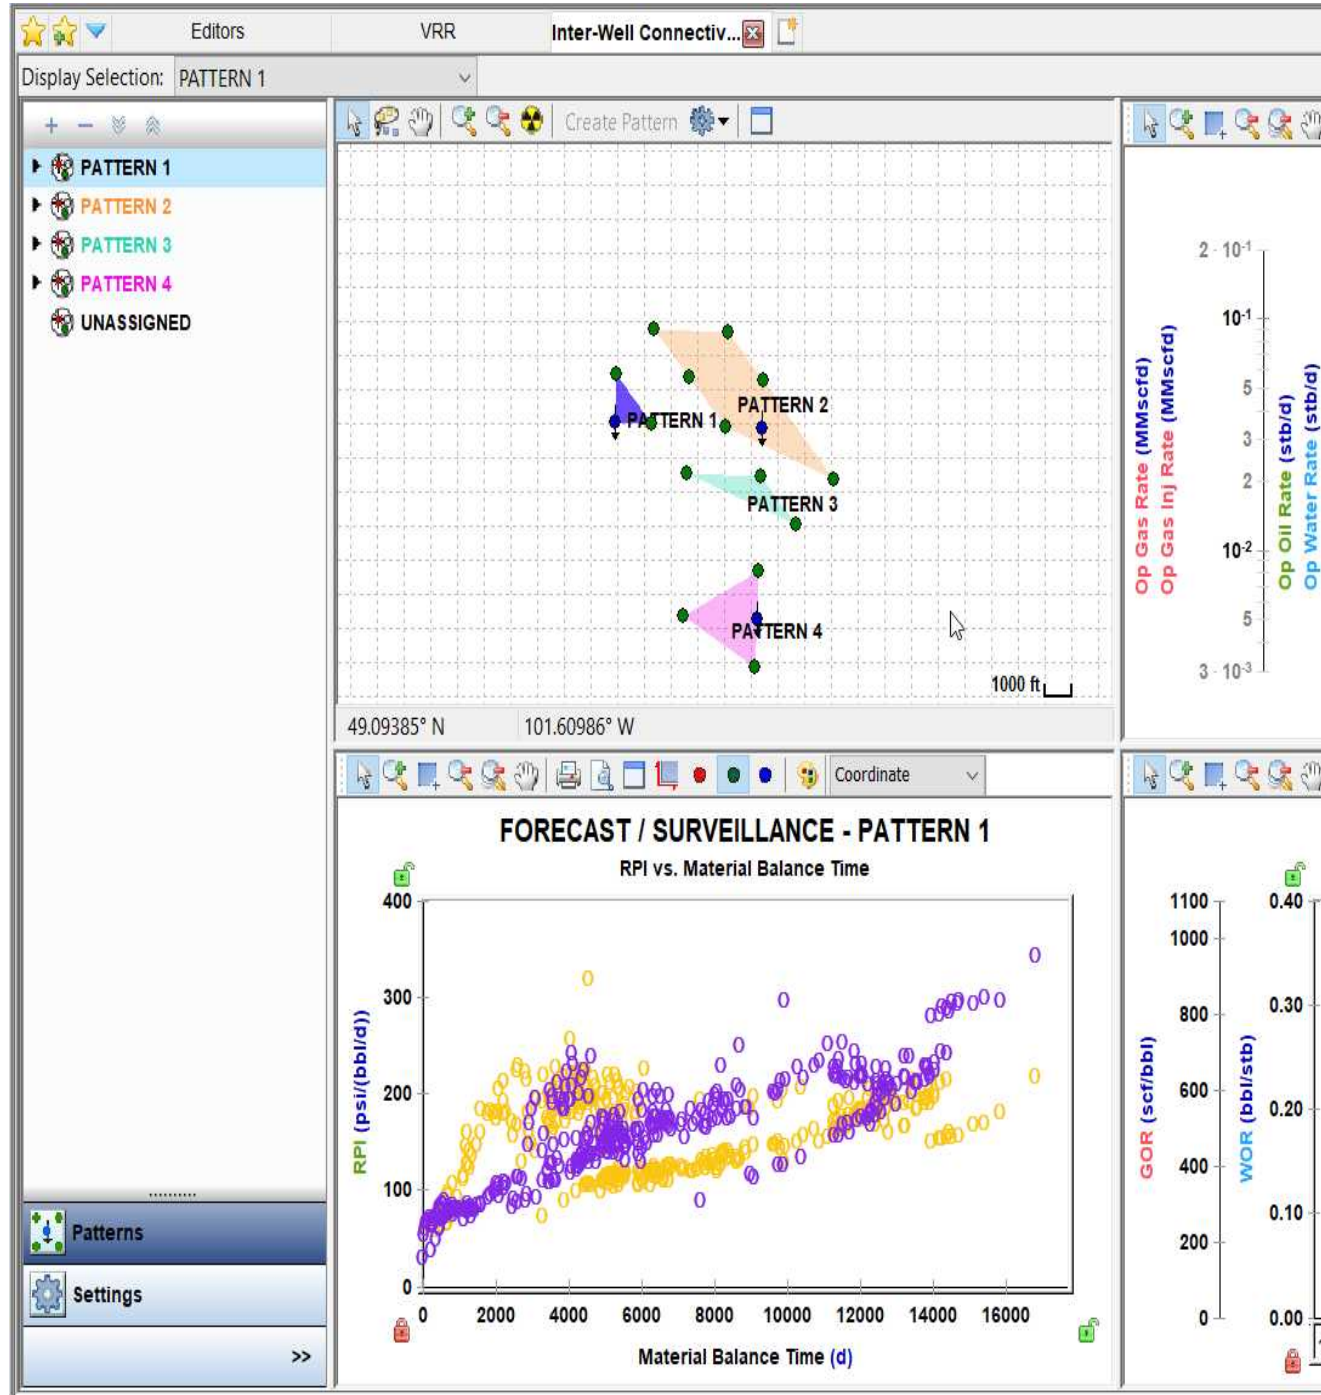 Editors VRR Inter-Well Connectiv...
Display Selection: PATTERN 1
Create Pattern
PATTERN 1
PATTERN 2
PATTERN 3
PATTERN 4
UNASSIGNED
PATTERN 2
PATTERN 1
PATTERN 3
PATTERN 4
1000 ft
49.09385° N 101.60986° W
Op Gas Rate (MMscfd)
Op Gas Inj Rate (MMscfd)
2 · 10-1
10-1
5
3
2
10-2
5
3 · 10-3
Op Oil Rate (stb/d)
Op Water Rate (stb/d)
Coordinate
FORECAST / SURVEILLANCE - PATTERN 1
RPI vs. Material Balance Time
RPI (psi/(bbl/d))
400
300
200
100
0
0 2000 4000 6000 8000 10000 12000 14000 16000
Material Balance Time (d)
GOR (scf/bbl)
1100
1000
800
600
400
200
0
WOR (bbl/stb)
0.40
0.30
0.20
0.10
0.00
Patterns
Settings
>>